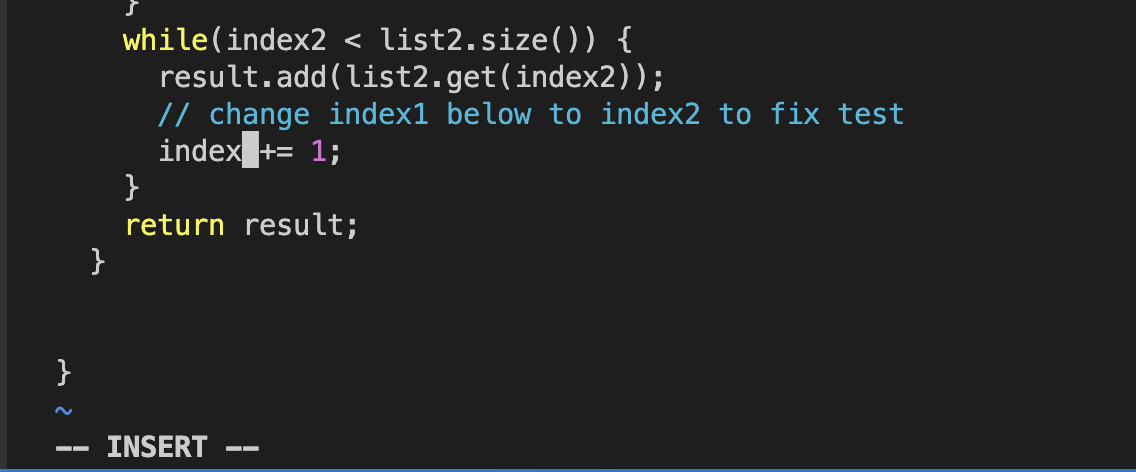 }
while(index2 < list2.size()) {
result.add(list2.get(index2));
// change index1 below to index2 to fix test
index += 1;
}
return result;
}
}
~
-- INSERT --